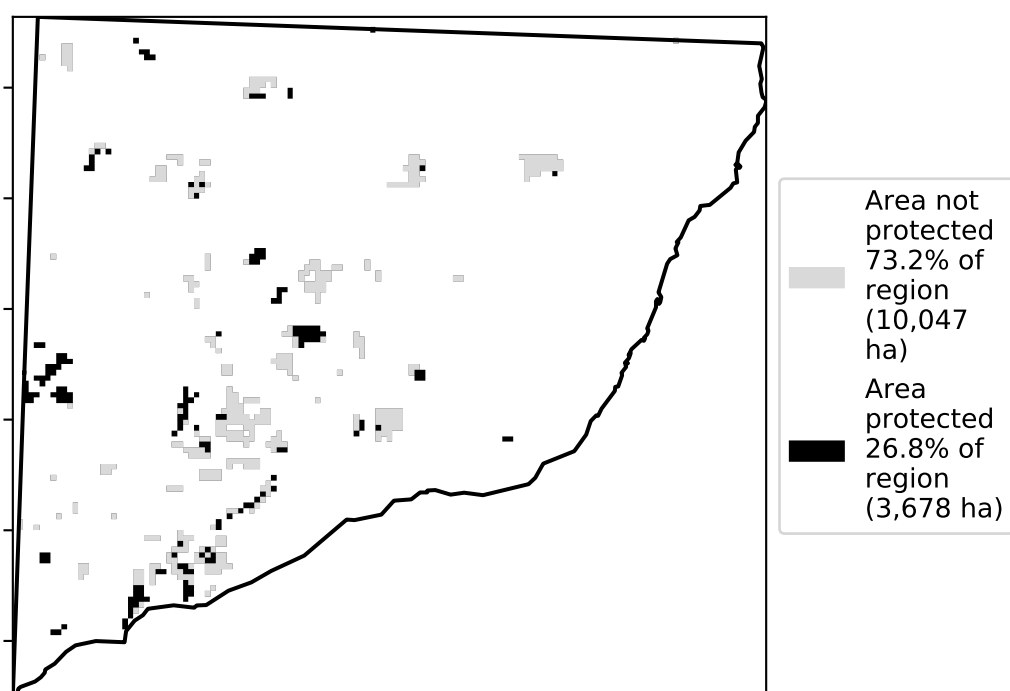 Area not
protected
73.2% of
region
(10,047
ha)
Area
protected
26.8% of
region
(3,678 ha)